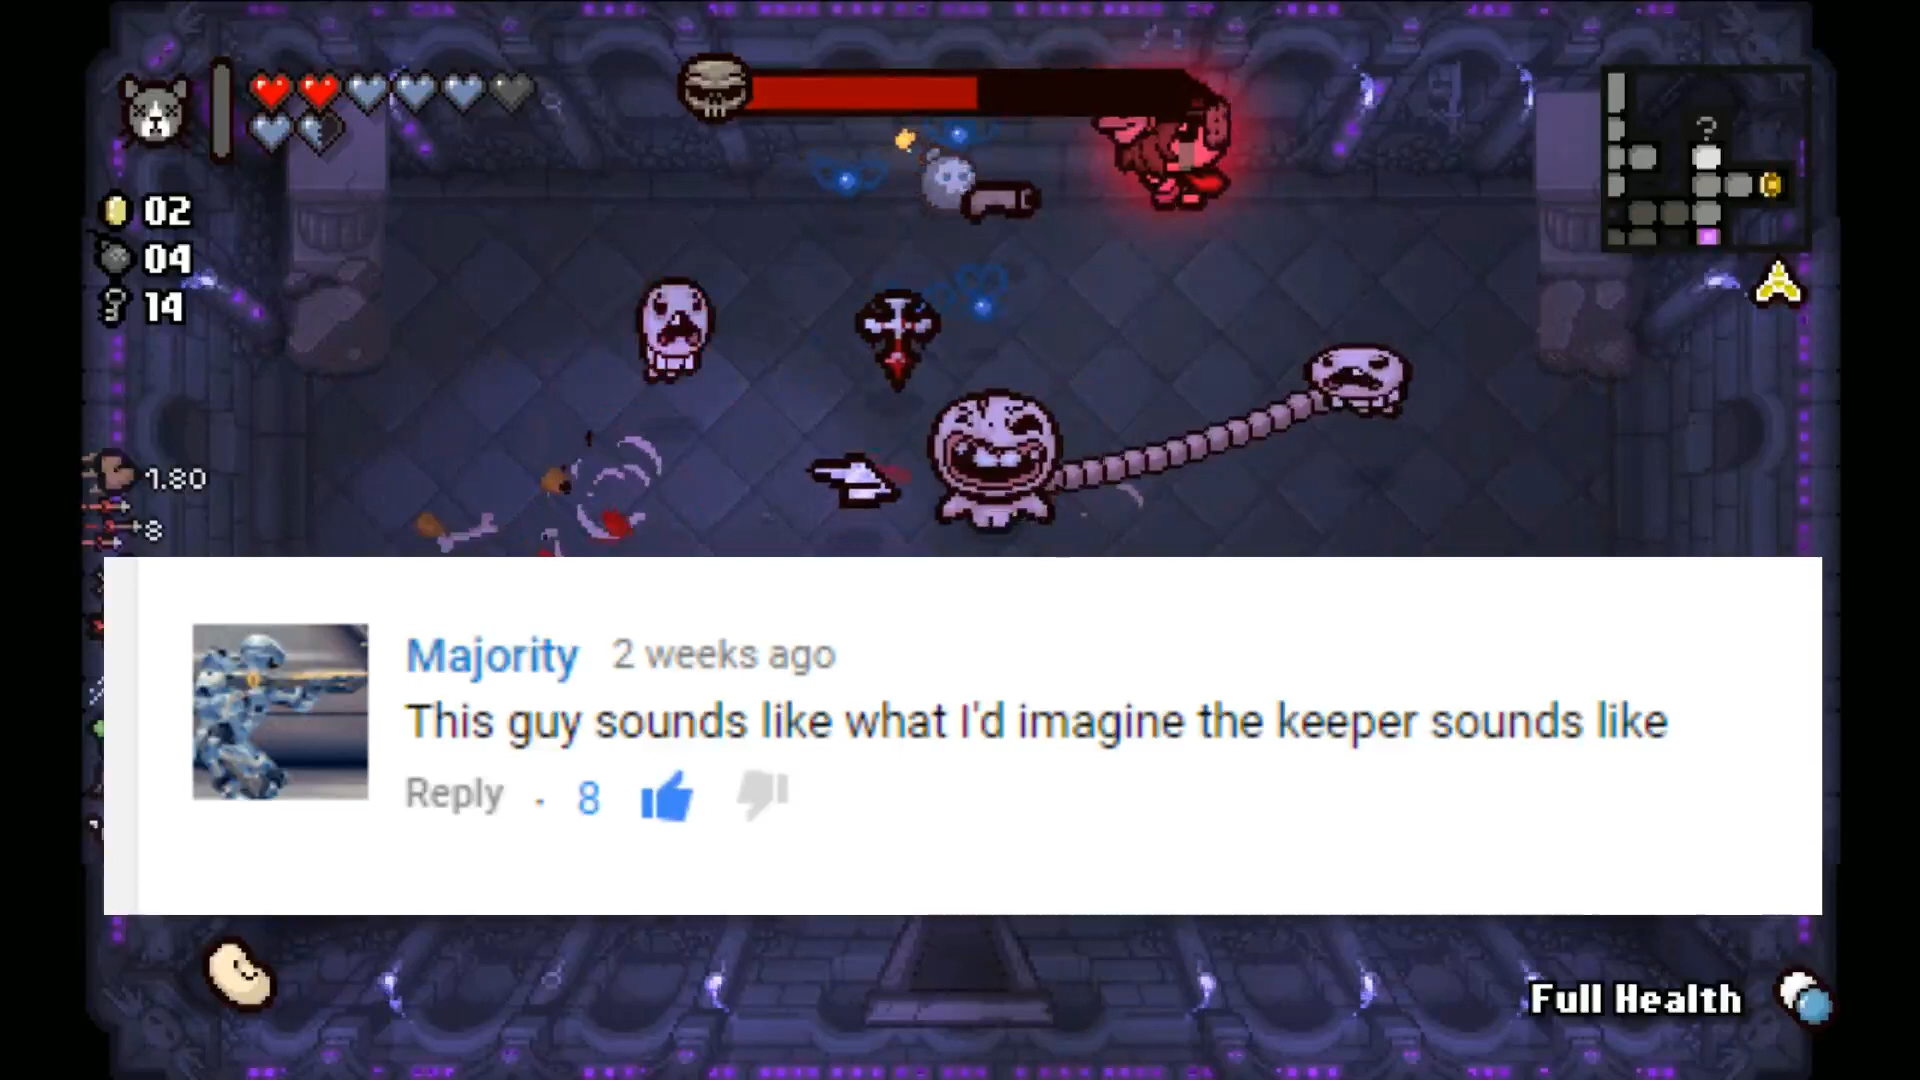 02
04
14
?
1.80
8
Majority 2 weeks ago
This guy sounds like what I'd imagine the keeper sounds like
Reply · 8
Full Health